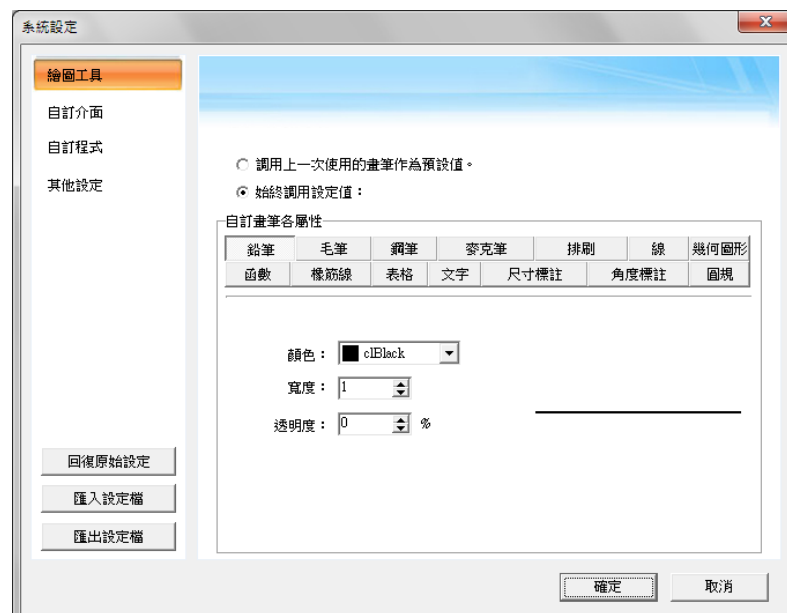 系統設定
繪圖工具
自訂介面
自訂程式
其他設定
回復原始設定
匯入設定檔
匯出設定檔
調用上一次使用的畫筆作為預設值。
始終調用設定值：
自訂畫筆各屬性
鉛筆 毛筆 鋼筆 麥克筆 排刷 線 幾何圖形
函數 橡筋線 表格 文字 尺寸標註 角度標註 圓規
顏色： clBlack
寬度： 1
透明度： 0 %
確定 取消